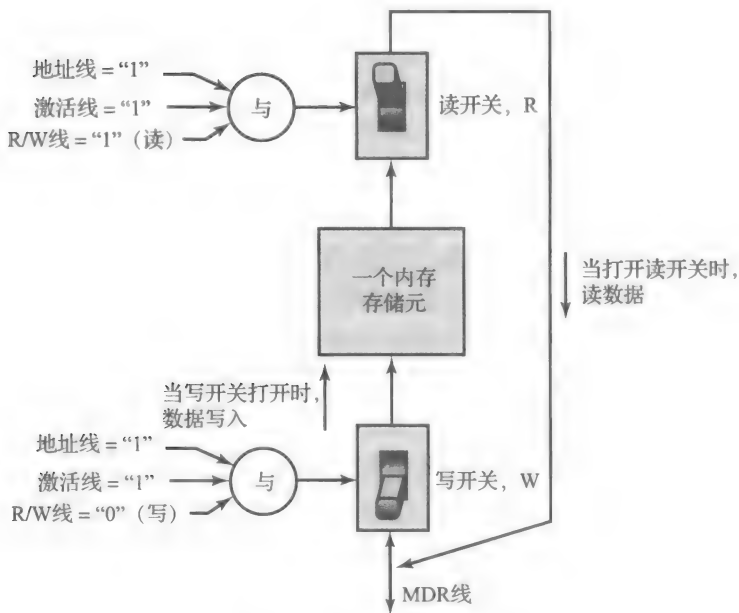 地址线 = “1”
激活线 = “1”
R/W线 = “1”（读）
与
读开关，R
一个内存
存储元
当打开读开关时，
读数据
当写开关打开时，
数据写入
地址线 = “1”
激活线 = “1”
R/W线 = “0”（写）
与
写开关，W
MDR线